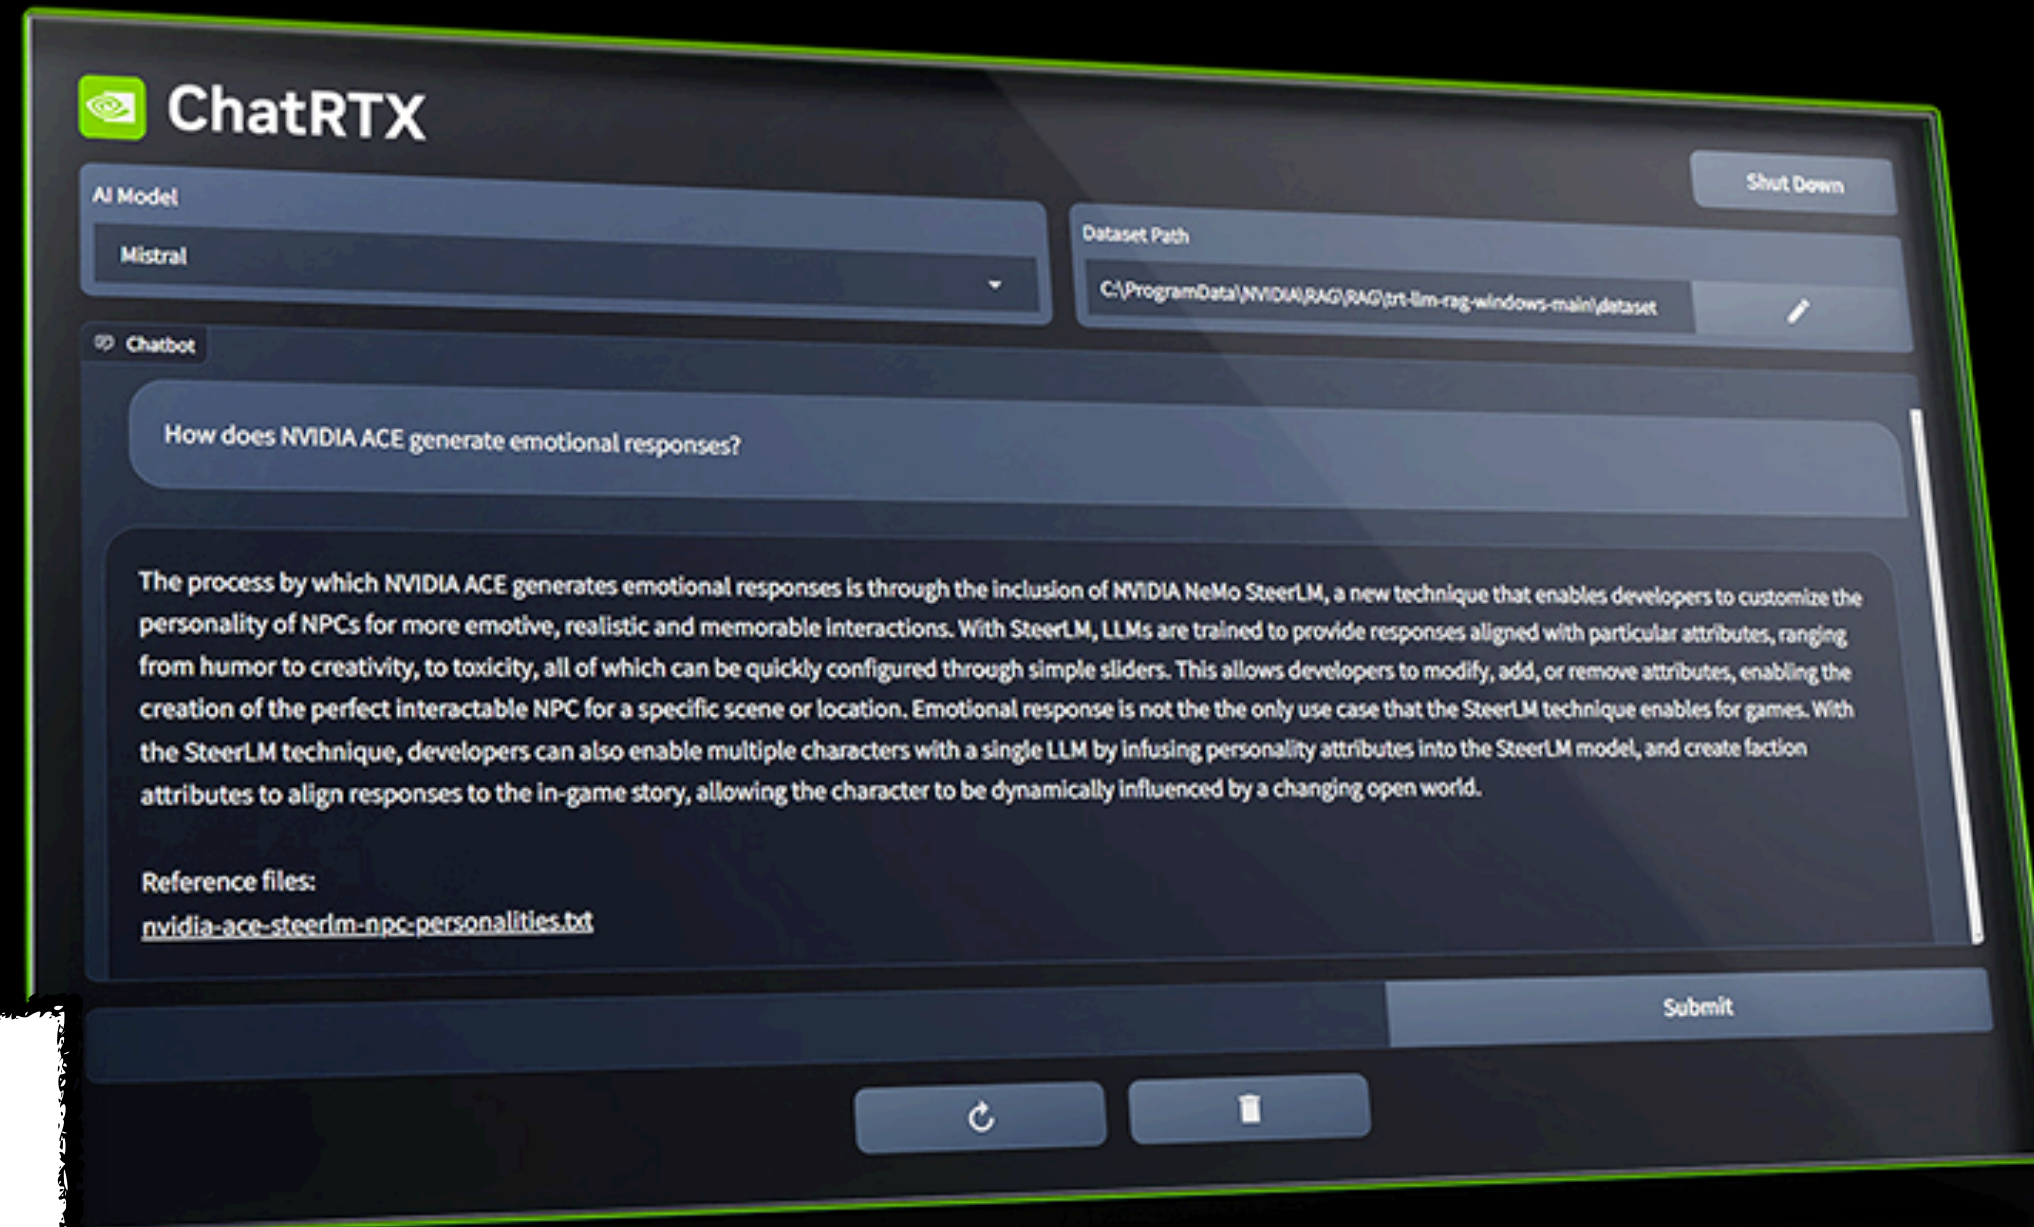 ChatRTX
Shut Down
AI Model
Mistral
Dataset Path
C:\ProgramData\NVIDIA\RAG\RAG\trt-llm-rag-windows-main\dataset
Chatbot
How does NVIDIA ACE generate emotional responses?
The process by which NVIDIA ACE generates emotional responses is through the inclusion of NVIDIA NeMo SteerLM, a new technique that enables developers to customize the
personality of NPCs for more emotive, realistic and memorable interactions. With SteerLM, LLMs are trained to provide responses aligned with particular attributes, ranging
from humor to creativity, to toxicity, all of which can be quickly configured through simple sliders. This allows developers to modify, add, or remove attributes, enabling the
creation of the perfect interactable NPC for a specific scene or location. Emotional response is not the the only use case that the SteerLM technique enables for games. With
the SteerLM technique, developers can also enable multiple characters with a single LLM by infusing personality attributes into the SteerLM model, and create faction
attributes to align responses to the in-game story, allowing the character to be dynamically influenced by a changing open world.
Reference files:
nvidia-ace-steerlm-npc-personalities.txt
Submit